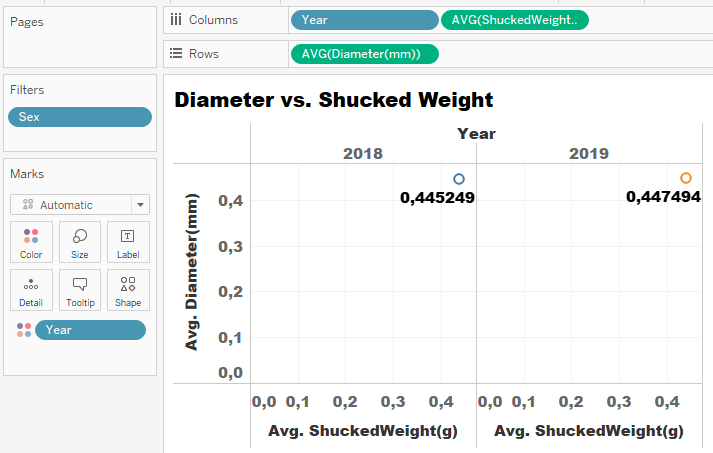 Pages
Columns
Year
AVG(ShuckedWeight..
Rows
AVG(Diameter(mm))
Filters
Sex
Marks
Automatic
Color
Size
Label
Detail
Tooltip
Shape
Year
Diameter vs. Shucked Weight
Year
2018
2019
Avg. Diameter(mm)
0,4
0,3
0,2
0,1
0,0
0,445249
0,447494
0,0 0,1 0,2 0,3 0,4
0,0 0,1 0,2 0,3 0,4
Avg. ShuckedWeight(g)
Avg. ShuckedWeight(g)